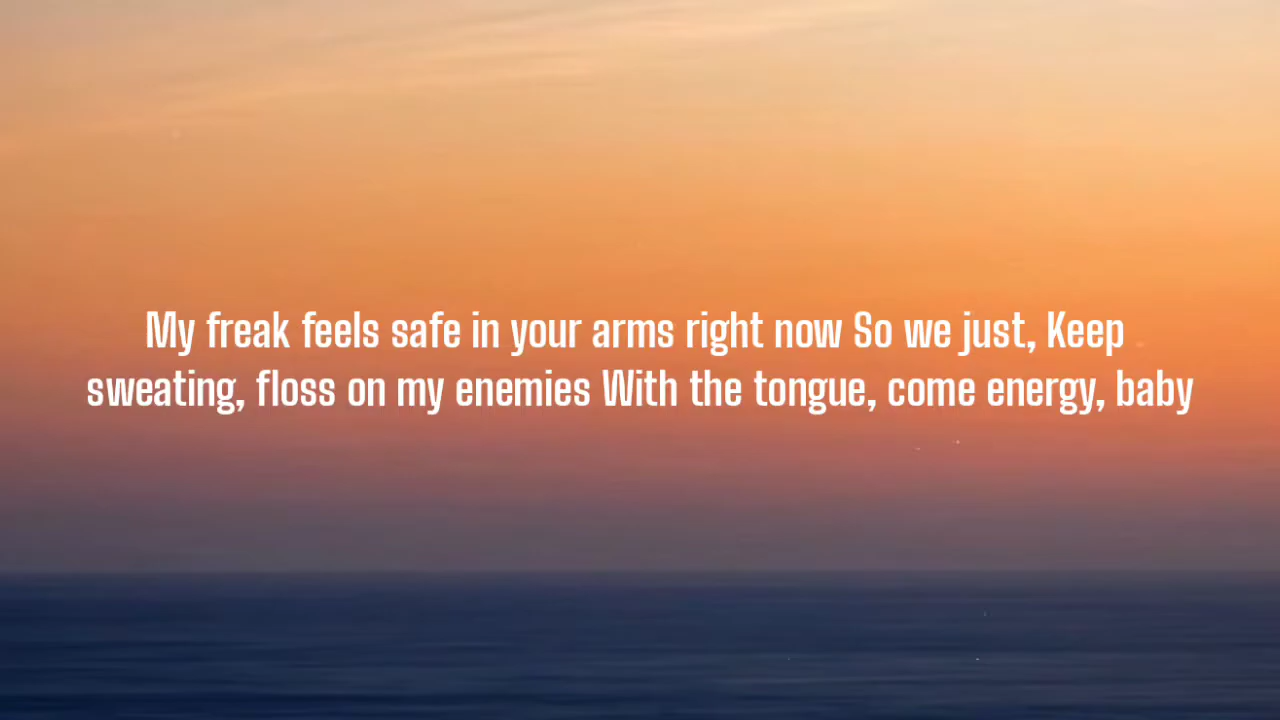 My freak feels safe in your arms right now So we just, Keep
sweating, floss on my enemies With the tongue, come energy, baby